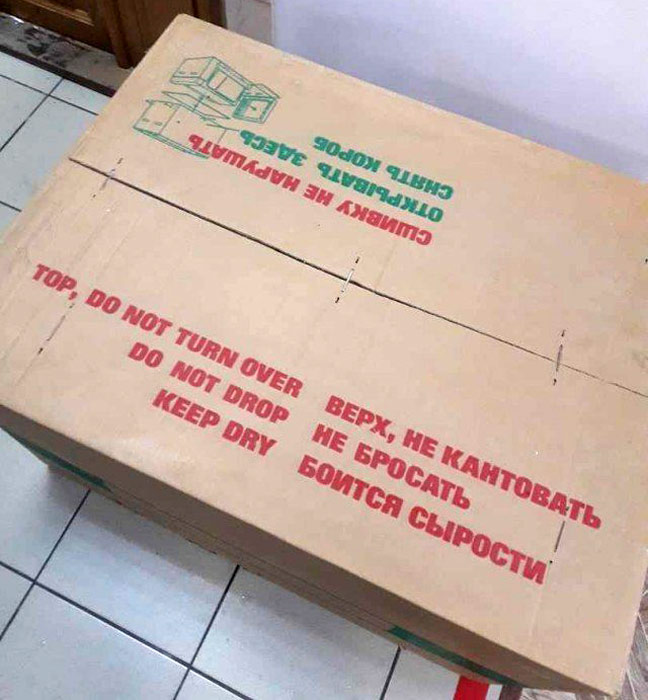 СШИВКУ НЕ НАРУШАТЬ
ОТКРЫВАТЬ ЗДЕСЬ
СНЯТЬ КОРОБ
TOP, DO NOT TURN OVER ВЕРХ, НЕ КАНТОВАТЬ
DO NOT DROP НЕ БРОСАТЬ
KEEP DRY БОИТСЯ СЫРОСТИ